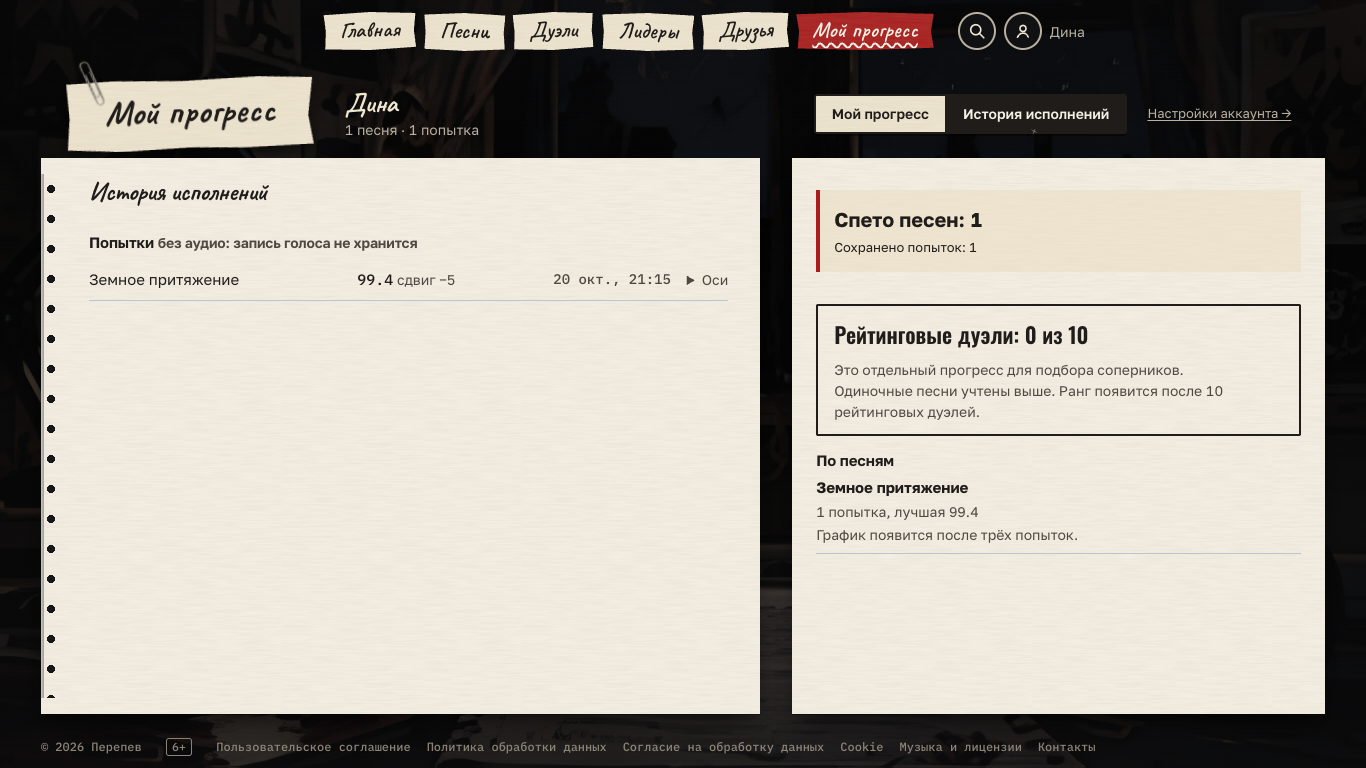 Главная Песни Дуэли Лидеры Друзья Мой прогресс Дина
Мой прогресс
Дина
1 песня · 1 попытка
Мой прогресс История исполнений Настройки аккаунта →
История исполнений
Попытки без аудио: запись голоса не хранится
Земное притяжение 99.4 сдвиг −5 20 окт., 21:15 ▶ Оси
Спето песен: 1
Сохранено попыток: 1
Рейтинговые дуэли: 0 из 10
Это отдельный прогресс для подбора соперников.
Одиночные песни учтены выше. Ранг появится после 10
рейтинговых дуэлей.
По песням
Земное притяжение
1 попытка, лучшая 99.4
График появится после трёх попыток.
© 2026 Перепев 6+ Пользовательское соглашение Политика обработки данных Согласие на обработку данных Cookie Музыка и лицензии Контакты